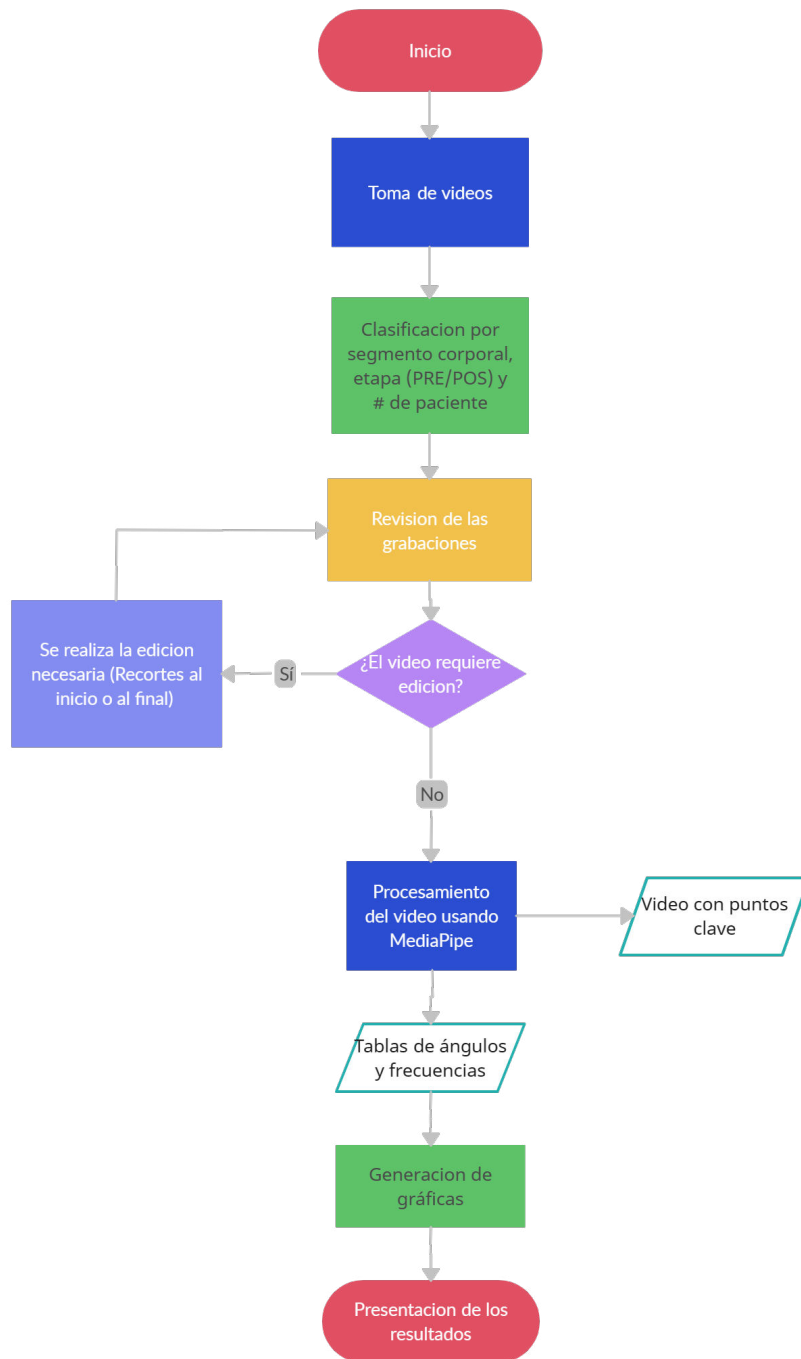 Inicio
Toma de videos
Clasificacion por
segmento corporal,
etapa (PRE/POS) y
# de paciente
Revision de las
grabaciones
¿El video requiere
edicion?
Sí
Se realiza la edicion
necesaria (Recortes al
inicio o al final)
No
Procesamiento
del video usando
MediaPipe
Video con puntos
clave
Tablas de ángulos
y frecuencias
Generacion de
gráficas
Presentacion de los
resultados